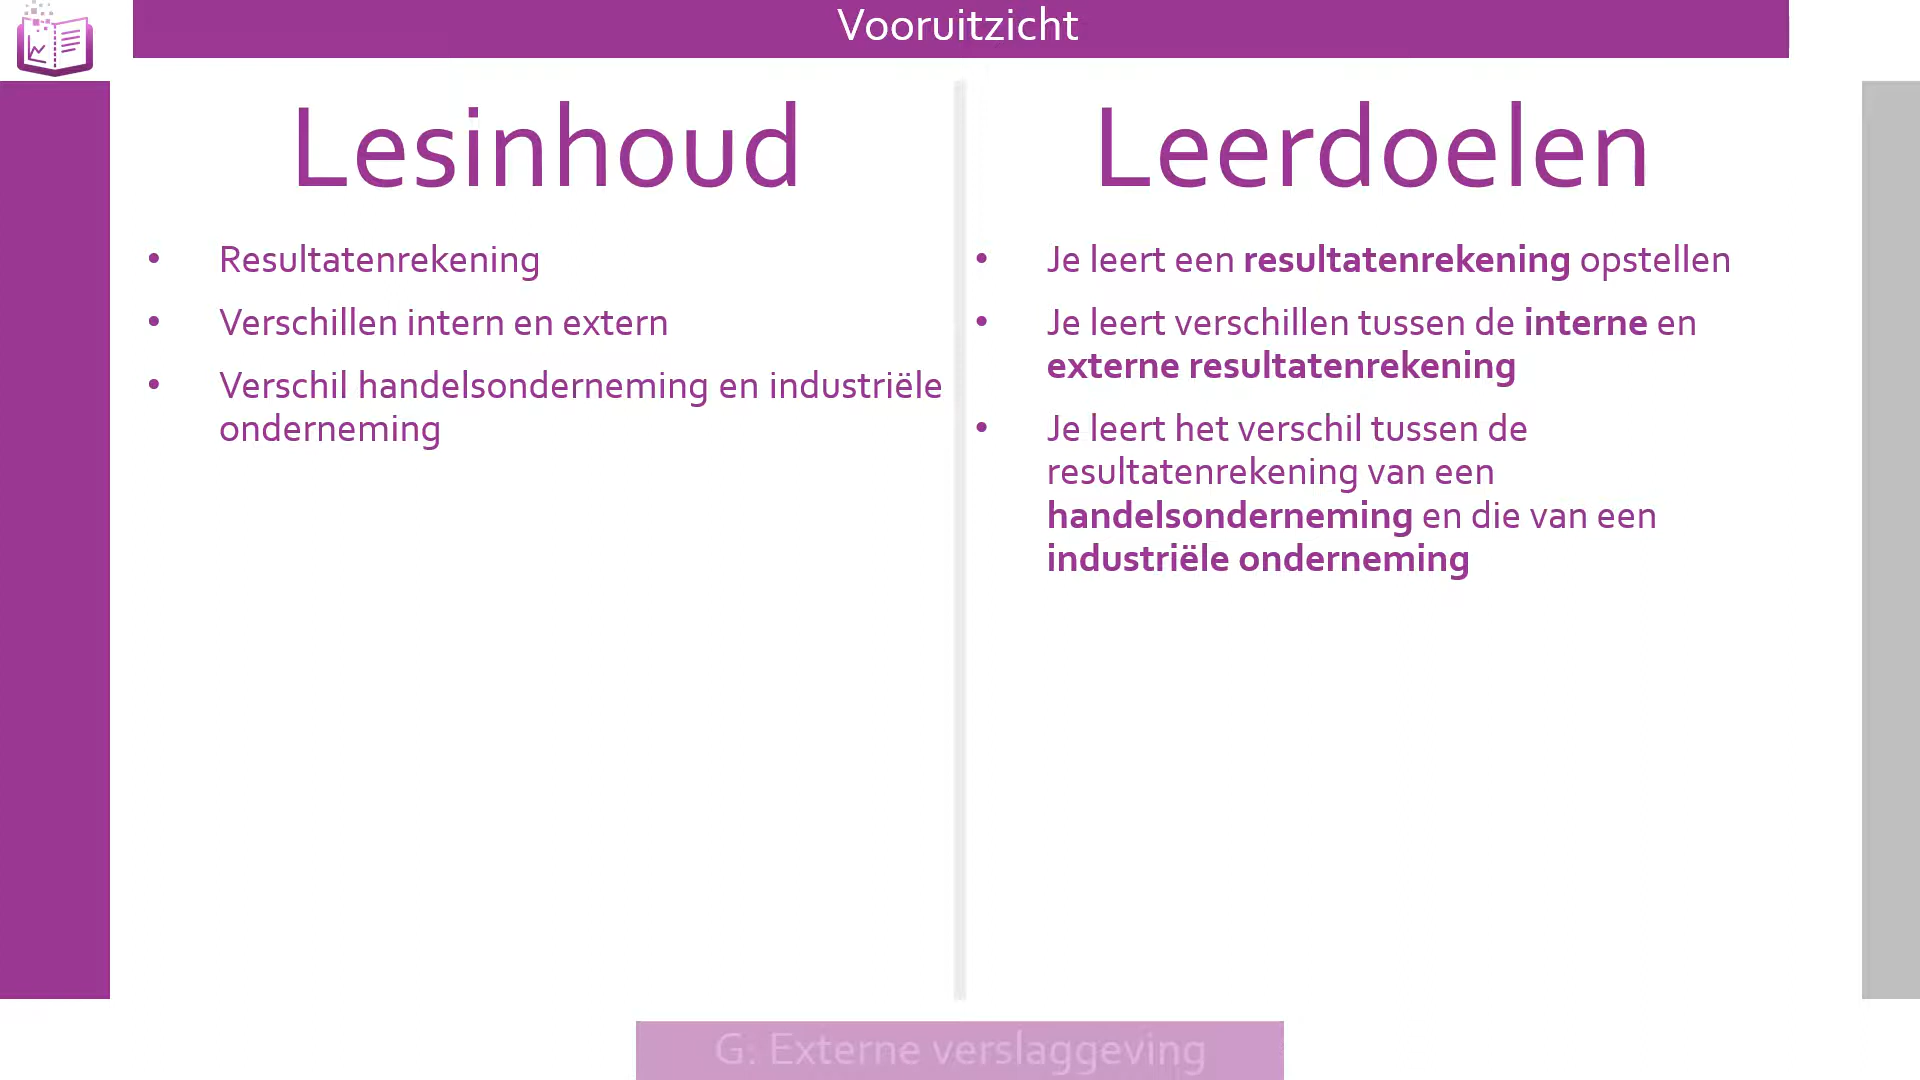 Vooruitzicht
Lesinhoud
• Resultatenrekening
• Verschillen intern en extern
• Verschil handelsonderneming en industriële
onderneming
Leerdoelen
• Je leert een resultatenrekening opstellen
• Je leert verschillen tussen de interne en
externe resultatenrekening
• Je leert het verschil tussen de
resultatenrekening van een
handelsonderneming en die van een
industriële onderneming
G: Externe verslaggeving